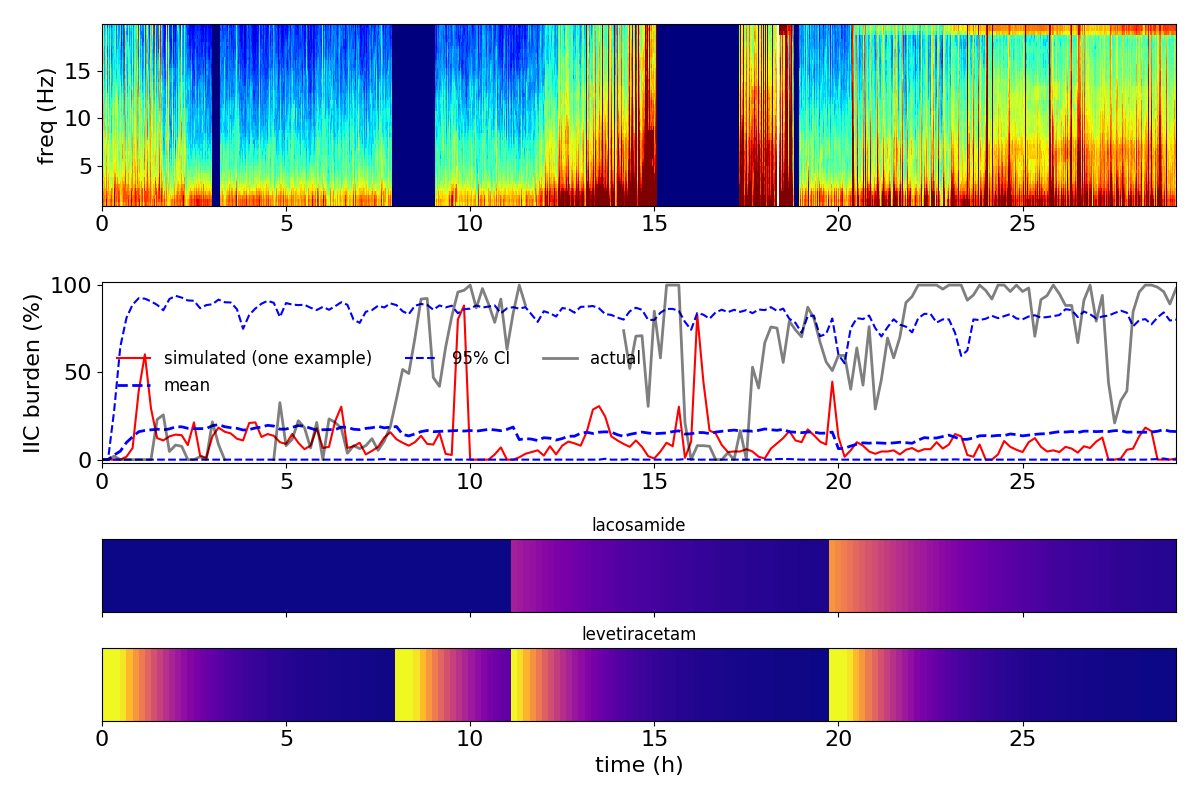 freq (Hz)
15
10
5
0 5 10 15 20 25
IIC burden (%)
100
50
0
simulated (one example) 95% CI actual
mean
0 5 10 15 20 25
lacosamide
levetiracetam
0 5 10 15 20 25
time (h)